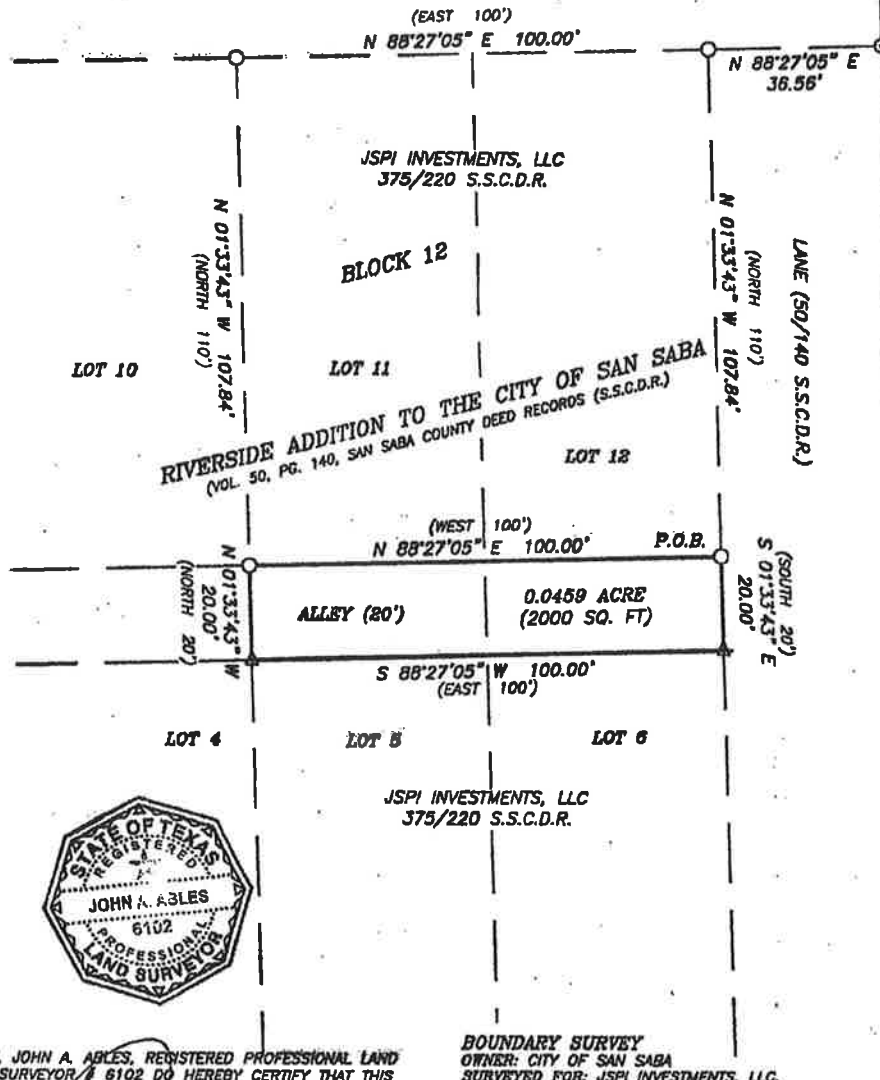 (EAST 100')
N 88°27'05" E 100.00'
N 88°27'05" E
36.56'
JSPI INVESTMENTS, LLC
375/220 S.S.C.D.R.
N 01°33'43" W 107.84'
(NORTH 110')
N 01°33'43" W 107.84'
(NORTH 110')
LANE (50/140 S.S.C.D.R.)
BLOCK 12
LOT 10
LOT 11
RIVERSIDE ADDITION TO THE CITY OF SAN SABA
(VOL. 50, PG. 140, SAN SABA COUNTY DEED RECORDS (S.S.C.D.R.)
LOT 12
(WEST 100')
N 88°27'05" E 100.00'
P.O.B.
N 01°33'43" W
20.00'
(NORTH 20')
ALLEY (20')
0.0459 ACRE
(2000 SQ. FT)
(SOUTH 20')
S 01°33'43" E
20.00'
S 88°27'05" W 100.00'
(EAST 100')
LOT 4
LOT 5
LOT 6
JSPI INVESTMENTS, LLC
375/220 S.S.C.D.R.
STATE OF TEXAS
REGISTERED
JOHN A. ABLES
6102
PROFESSIONAL
LAND SURVEYOR
JOHN A. ABLES, REGISTERED PROFESSIONAL LAND
SURVEYOR # 6102 DO HEREBY CERTIFY THAT THIS
BOUNDARY SURVEY
OWNER: CITY OF SAN SABA
SURVEYED FOR: JSPI INVESTMENTS, LLC.